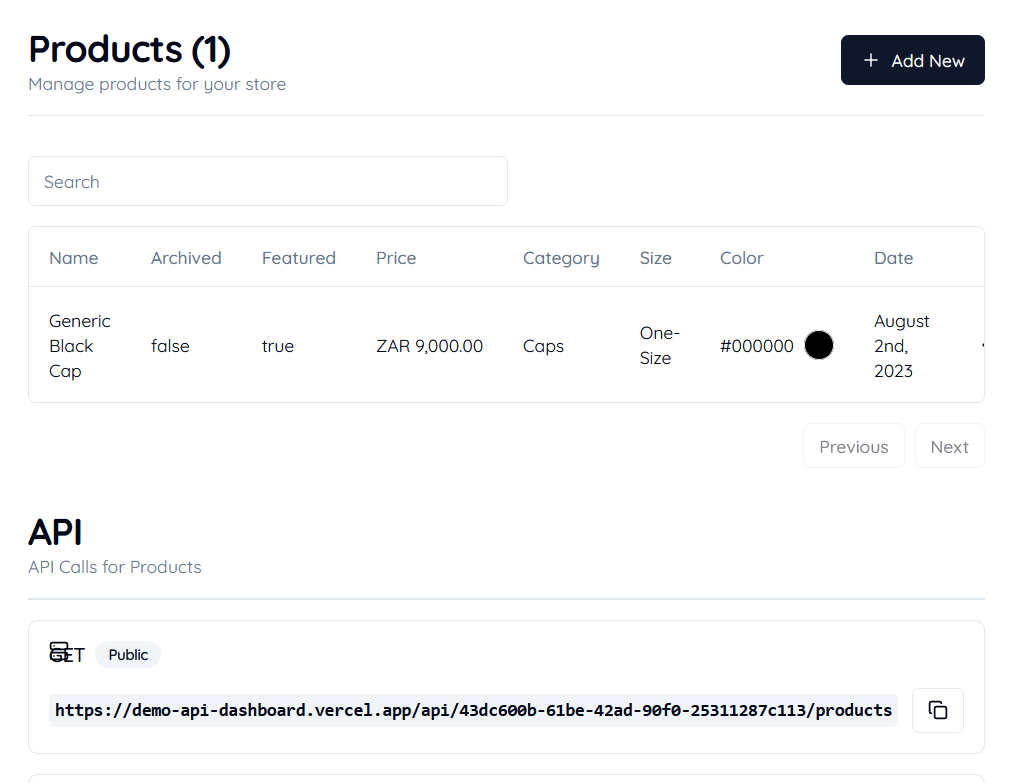 Products (1)
Manage products for your store
+ Add New
Search
Name Archived Featured Price Category Size Color Date
Generic
Black
Cap
false
true
ZAR 9,000.00
Caps
One-
Size
#000000
August
2nd,
2023
Previous Next
API
API Calls for Products
GET Public
https://demo-api-dashboard.vercel.app/api/43dc600b-61be-42ad-90f0-25311287c113/products